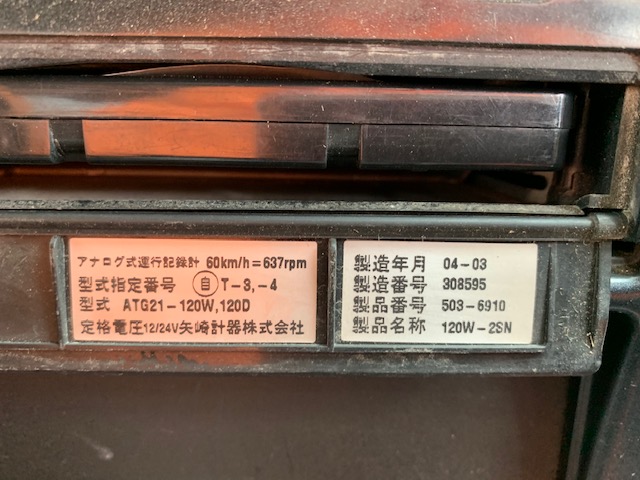 アナログ式運行記録計 60km/h=637rpm
型式指定番号 自 T-3,-4
型式 ATG21-120W,120D
定格電圧12/24V矢崎計器株式会社
製造年月 04-03
製造番号 308595
製品番号 503-6910
製品名称 120W-2SN